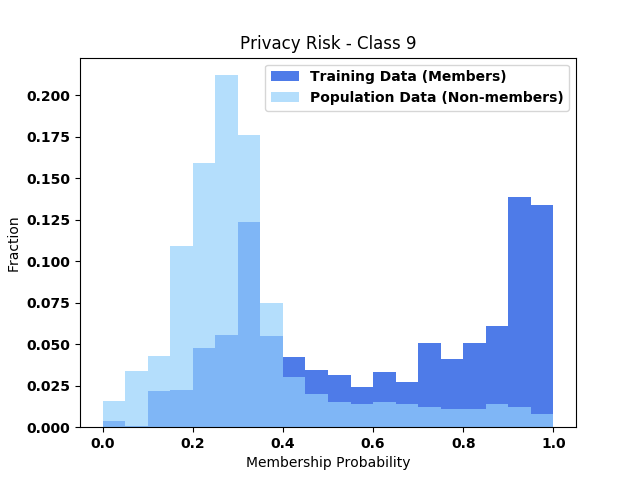 Privacy Risk - Class 9
Training Data (Members)
Population Data (Non-members)
0.200
0.175
0.150
0.125
0.100
0.075
0.050
0.025
0.000
Fraction
0.0 0.2 0.4 0.6 0.8 1.0
Membership Probability